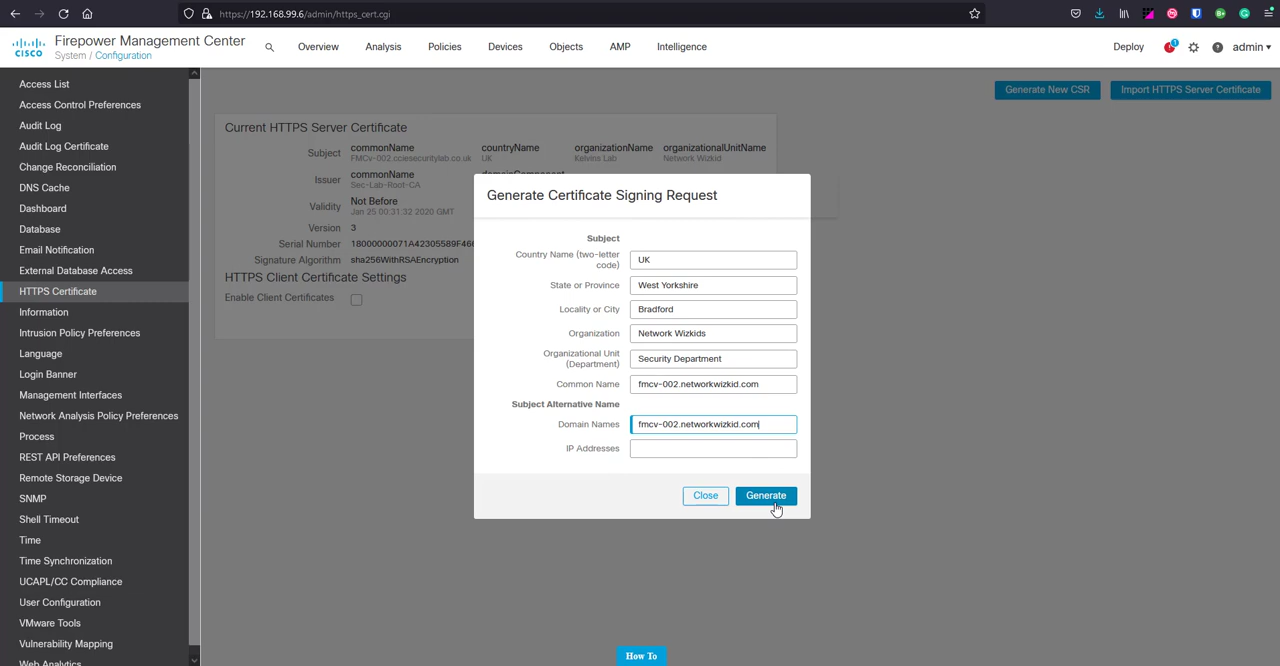 https://192.168.99.6/admin/https_cert.cgi
CISCO
Firepower Management Center
System / Configuration
Overview
Analysis
Policies
Devices
Objects
AMP
Intelligence
Deploy
1
admin
Access List
Access Control Preferences
Audit Log
Audit Log Certificate
Change Reconciliation
DNS Cache
Dashboard
Database
Email Notification
External Database Access
HTTPS Certificate
Information
Intrusion Policy Preferences
Language
Login Banner
Management Interfaces
Network Analysis Policy Preferences
Process
REST API Preferences
Remote Storage Device
SNMP
Shell Timeout
Time
Time Synchronization
UCAPL/CC Compliance
User Configuration
VMware Tools
Vulnerability Mapping
Web Analytics
Generate New CSR
Import HTTPS Server Certificate
Current HTTPS Server Certificate
Subject
commonName
FMCv-002.rcciesecuritylab.co.uk
countryName
UK
organizationName
Kelvins Lab
organizationalUnitName
Network Wizkid
Issuer
commonName
Sec-Lab-Root-CA
domainComponent
Validity
Not Before
Jan 25 00:31:32 2020 GMT
Version
3
Serial Number
18000000071A42305589F46
Signature Algorithm
sha256WithRSAEncryption
HTTPS Client Certificate Settings
Enable Client Certificates
Generate Certificate Signing Request
Subject
Country Name (two-letter
code)
UK
State or Province
West Yorkshire
Locality or City
Bradford
Organization
Network Wizkids
Organizational Unit
(Department)
Security Department
Common Name
fmcv-002.networkwizkid.com
Subject Alternative Name
Domain Names
fmcv-002.networkwizkid.com
IP Addresses
Close
Generate
How To